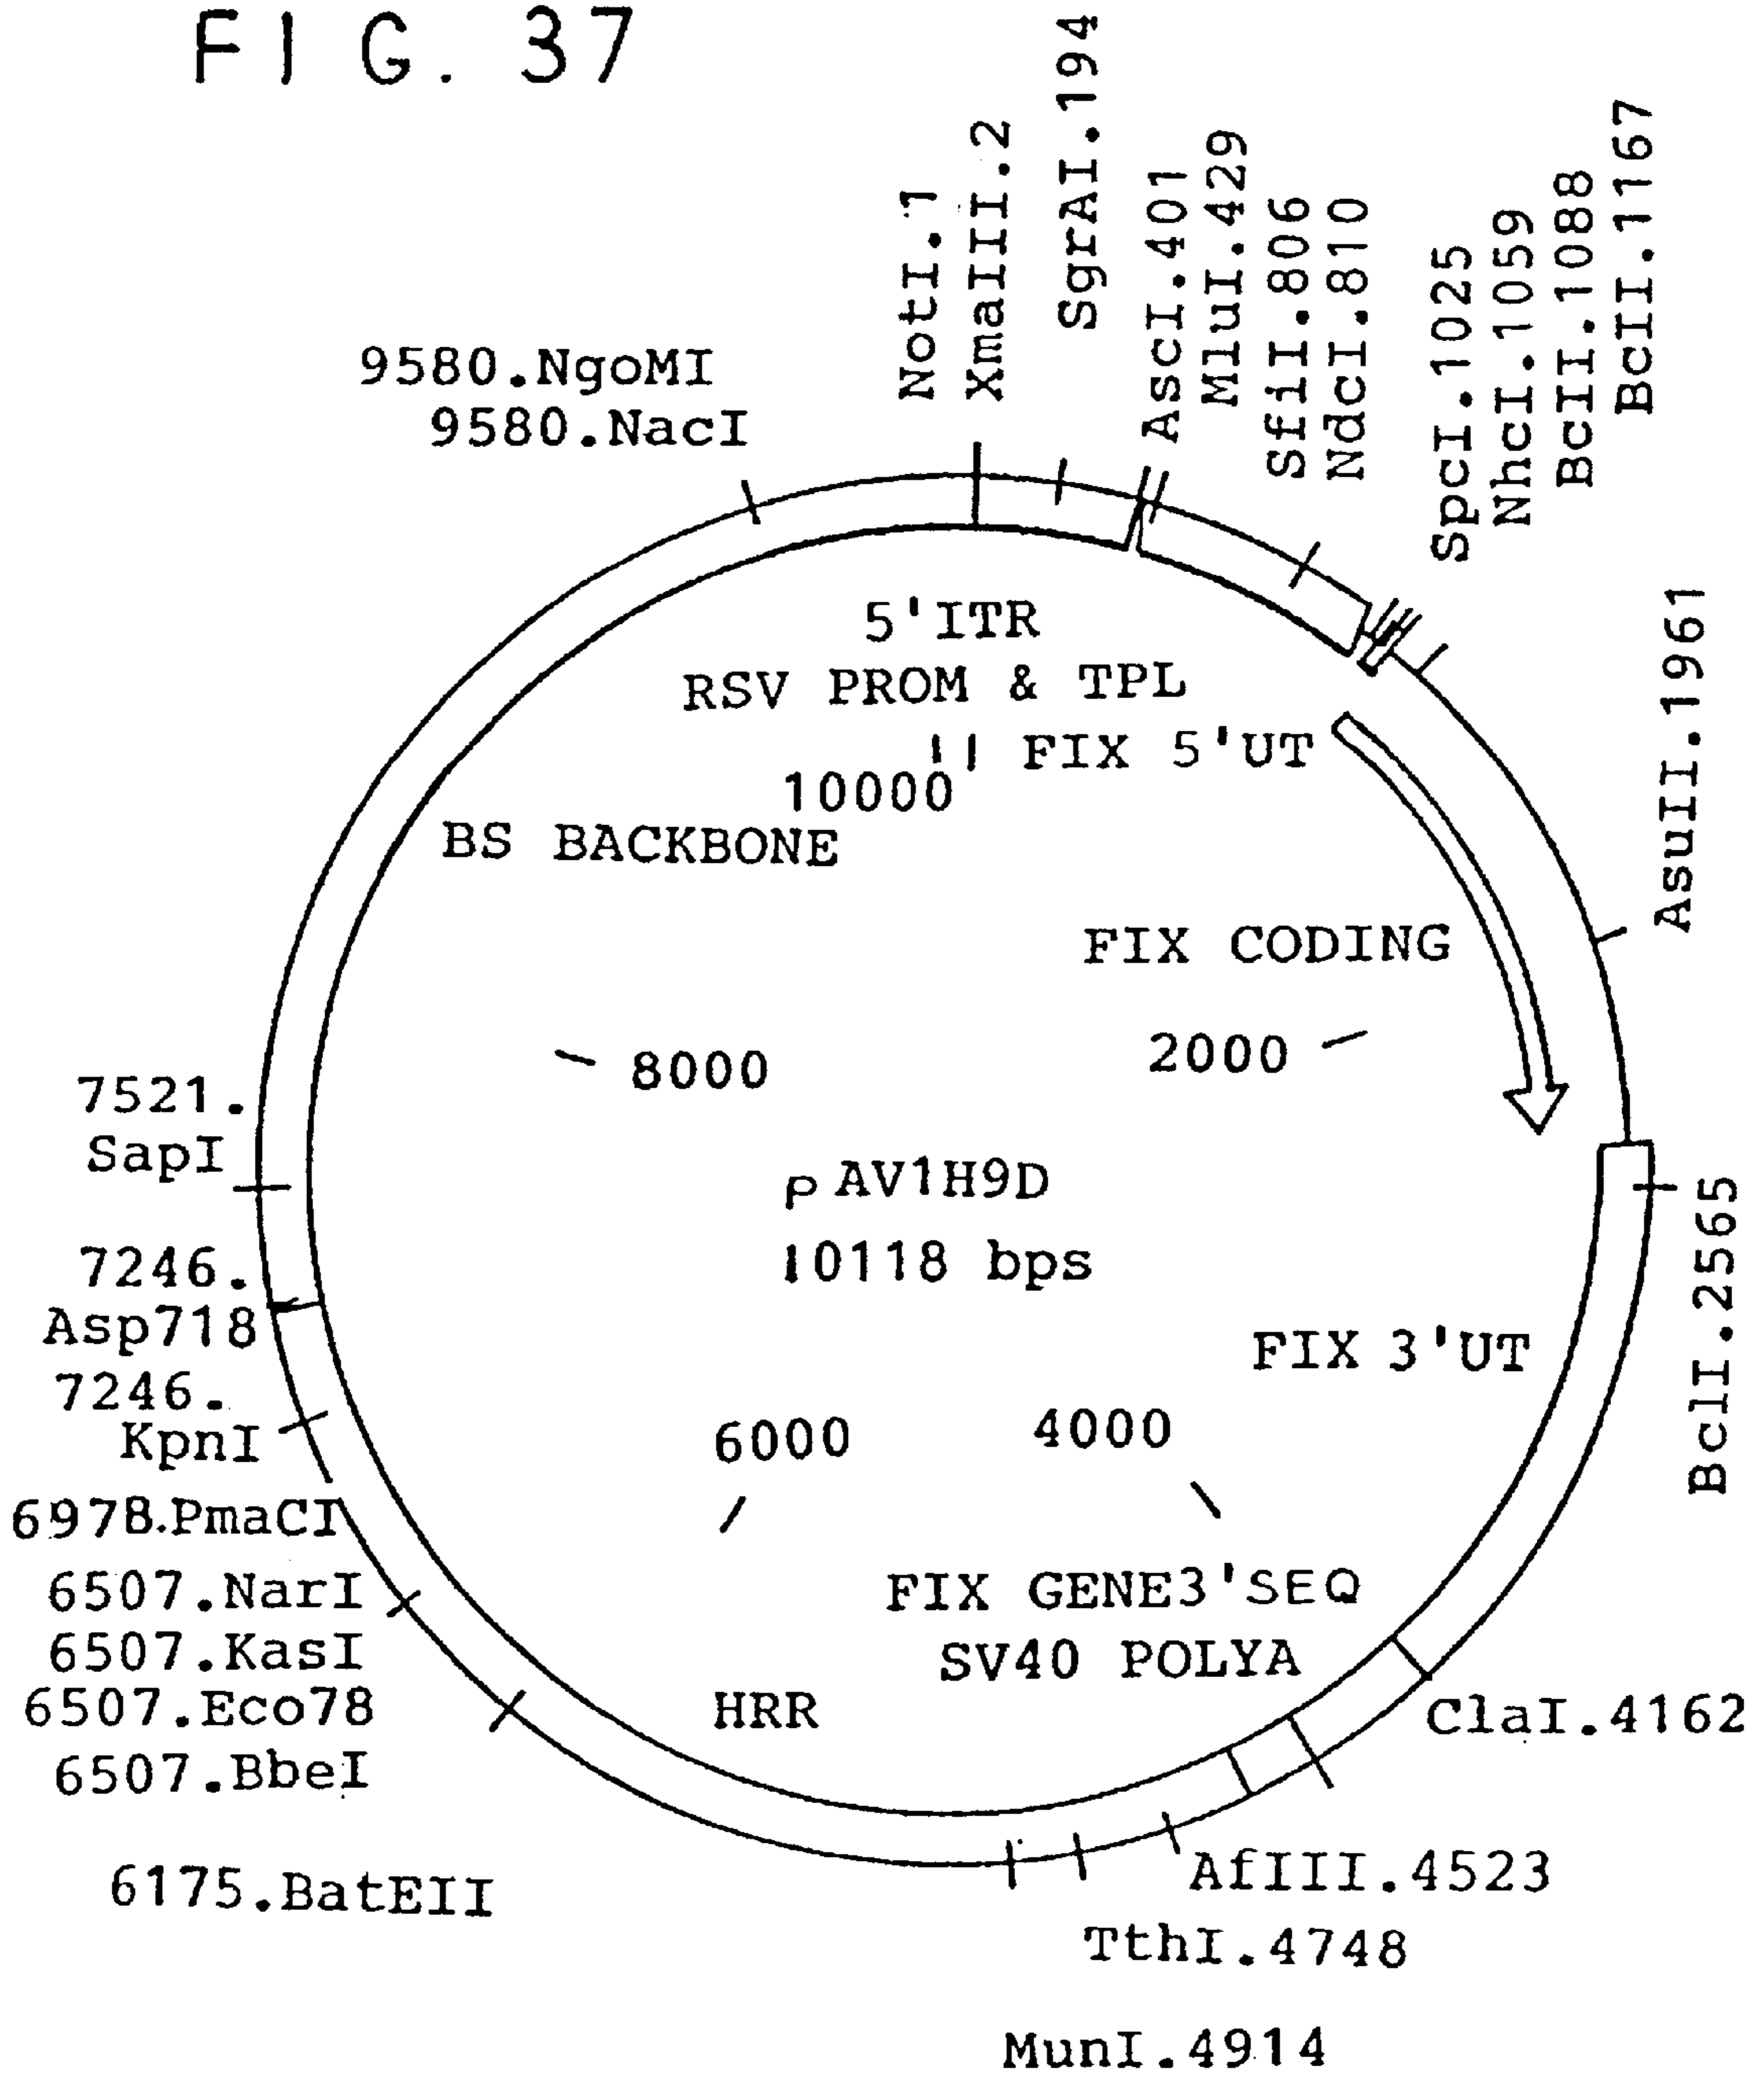 FIG. 37
NotI.1
XmaIII.2
SgrAI.194
AscI.401
MluI.429
SfiI.806
NdcI.810
SpcI.1025
NhcI.1059
BcII.1088
BcII.1167
AsuII.1961
BclI.2565
9580.NgoMI
9580.NacI
5'ITR
RSV PROM & TPL
FIX 5'UT
10000
BS BACKBONE
FIX CODING
2000
8000
7521.
SapI
pAV1H9D
10118 bps
7246.
Asp718
FIX 3'UT
7246.
KpnI
6000
4000
6978.PmaCI
6507.NarI
6507.KasI
6507.Eco78
6507.BbeI
FIX GENE3'SEQ
SV40 POLYA
HRR
ClaI.4162
6175.BatEII
AfIII.4523
TthI.4748
MunI.4914